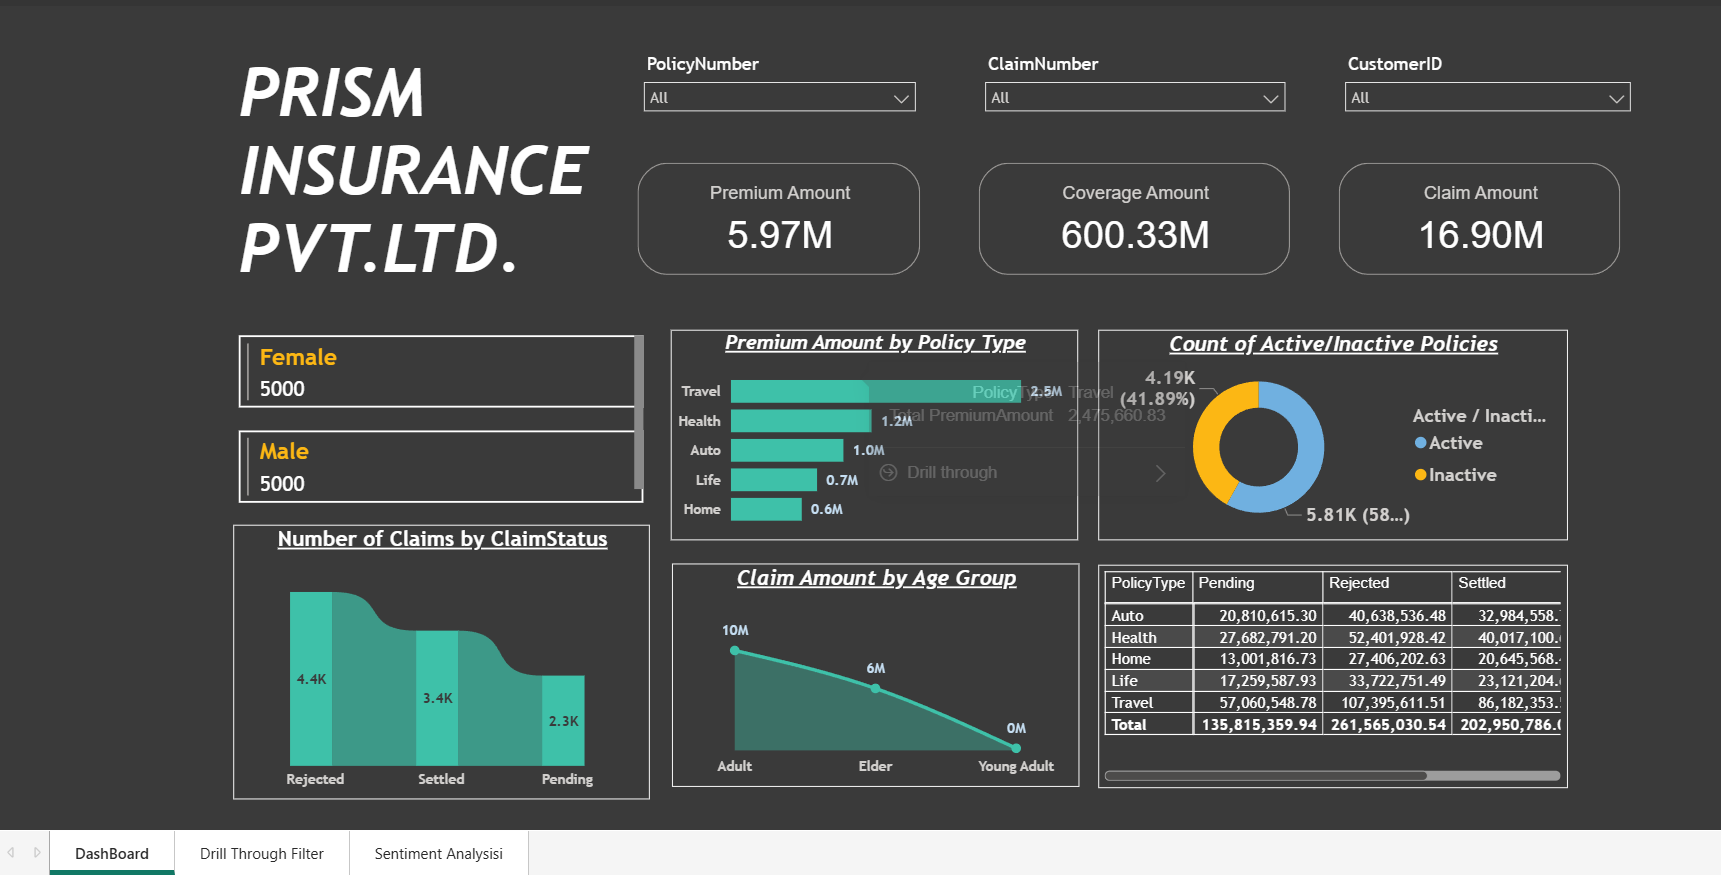 PRISM
INSURANCE
PVT.LTD.
PolicyNumber
All
ClaimNumber
All
CustomerID
All
Premium Amount
5.97M
Coverage Amount
600.33M
Claim Amount
16.90M
Female
5000
Male
5000
Premium Amount by Policy Type
Travel 2.5M
Health 1.2M
Auto 1.0M
Life 0.7M
Home 0.6M
PolicyType Travel
Total PremiumAmount 2,475,660.83
Drill through
Count of Active/Inactive Policies
4.19K
(41.89%)
5.81K (58...)
Active / Inacti...
Active
Inactive
Number of Claims by ClaimStatus
4.4K
3.4K
2.3K
Rejected Settled Pending
Claim Amount by Age Group
10M
6M
0M
Adult Elder Young Adult
PolicyType Pending Rejected Settled
Auto 20,810,615.30 40,638,536.48 32,984,558.
Health 27,682,791.20 52,401,928.42 40,017,100.
Home 13,001,816.73 27,406,202.63 20,645,568.
Life 17,259,587.93 33,722,751.49 23,121,204.
Travel 57,060,548.78 107,395,611.51 86,182,353.
Total 135,815,359.94 261,565,030.54 202,950,786.
DashBoard Drill Through Filter Sentiment Analysisi